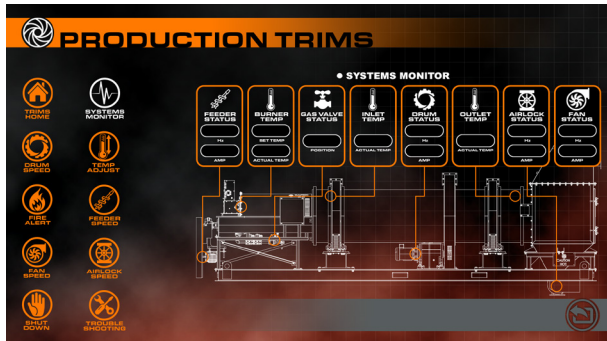 PRODUCTION TRIMS
SYSTEMS MONITOR
TRIMS
HOME
SYSTEMS
MONITOR
DRUM
SPEED
TEMP
ADJUST
FIRE
ALERT
FEEDER
SPEED
FAN
SPEED
AIRLOCK
SPEED
SHUT
DOWN
TROUBLE
SHOOTING
FEEDER
STATUS
Hz
AMP
BURNER
TEMP
SET TEMP
ACTUAL TEMP
GAS VALVE
STATUS
POSITION
INLET
TEMP
ACTUAL TEMP
DRUM
STATUS
Hz
AMP
OUTLET
TEMP
ACTUAL TEMP
AIRLOCK
STATUS
Hz
AMP
FAN
STATUS
Hz
AMP